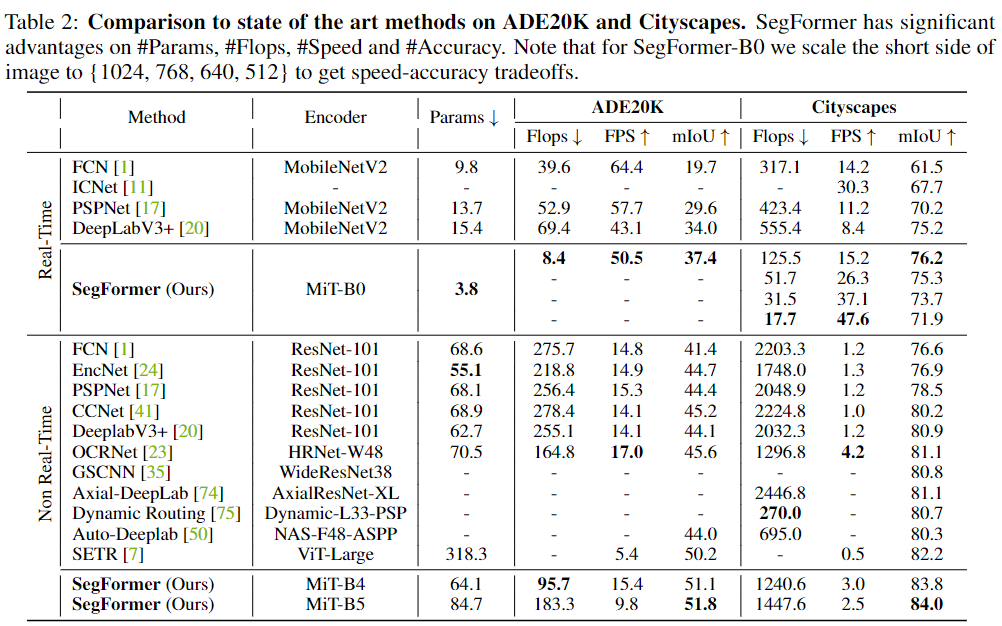 Table 2: Comparison to state of the art methods on ADE20K and Cityscapes. SegFormer has significant
advantages on #Params, #Flops, #Speed and #Accuracy. Note that for SegFormer-B0 we scale the short side of
image to {1024, 768, 640, 512} to get speed-accuracy tradeoffs.
Method Encoder Params ↓ ADE20K Cityscapes
Flops ↓ FPS ↑ mIoU ↑ Flops ↓ FPS ↑ mIoU ↑
Real-Time
FCN [1] MobileNetV2 9.8 39.6 64.4 19.7 317.1 14.2 61.5
ICNet [11] - - - - - - 30.3 67.7
PSPNet [17] MobileNetV2 13.7 52.9 57.7 29.6 423.4 11.2 70.2
DeepLabV3+ [20] MobileNetV2 15.4 69.4 43.1 34.0 555.4 8.4 75.2
SegFormer (Ours) MiT-B0 3.8 8.4 50.5 37.4 125.5 15.2 76.2
- - - 51.7 26.3 75.3
- - - 31.5 37.1 73.7
- - - 17.7 47.6 71.9
Non Real-Time
FCN [1] ResNet-101 68.6 275.7 14.8 41.4 2203.3 1.2 76.6
EncNet [24] ResNet-101 55.1 218.8 14.9 44.7 1748.0 1.3 76.9
PSPNet [17] ResNet-101 68.1 256.4 15.3 44.4 2048.9 1.2 78.5
CCNet [41] ResNet-101 68.9 278.4 14.1 45.2 2224.8 1.0 80.2
DeeplabV3+ [20] ResNet-101 62.7 255.1 14.1 44.1 2032.3 1.2 80.9
OCRNet [23] HRNet-W48 70.5 164.8 17.0 45.6 1296.8 4.2 81.1
GSCNN [35] WideResNet38 - - - - - - 80.8
Axial-DeepLab [74] AxialResNet-XL - - - - 2446.8 - 81.1
Dynamic Routing [75] Dynamic-L33-PSP - - - - 270.0 - 80.7
Auto-Deeplab [50] NAS-F48-ASPP - - - 44.0 695.0 - 80.3
SETR [7] ViT-Large 318.3 - 5.4 50.2 - 0.5 82.2
SegFormer (Ours) MiT-B4 64.1 95.7 15.4 51.1 1240.6 3.0 83.8
SegFormer (Ours) MiT-B5 84.7 183.3 9.8 51.8 1447.6 2.5 84.0